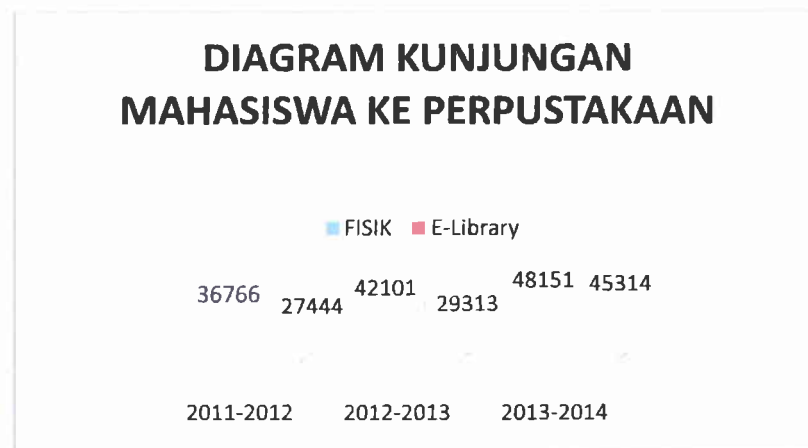 DIAGRAM KUNJUNGAN
MAHASISWA KE PERPUSTAKAAN
FISIK E-Library
36766 27444 42101 29313 48151 45314
2011-2012 2012-2013 2013-2014